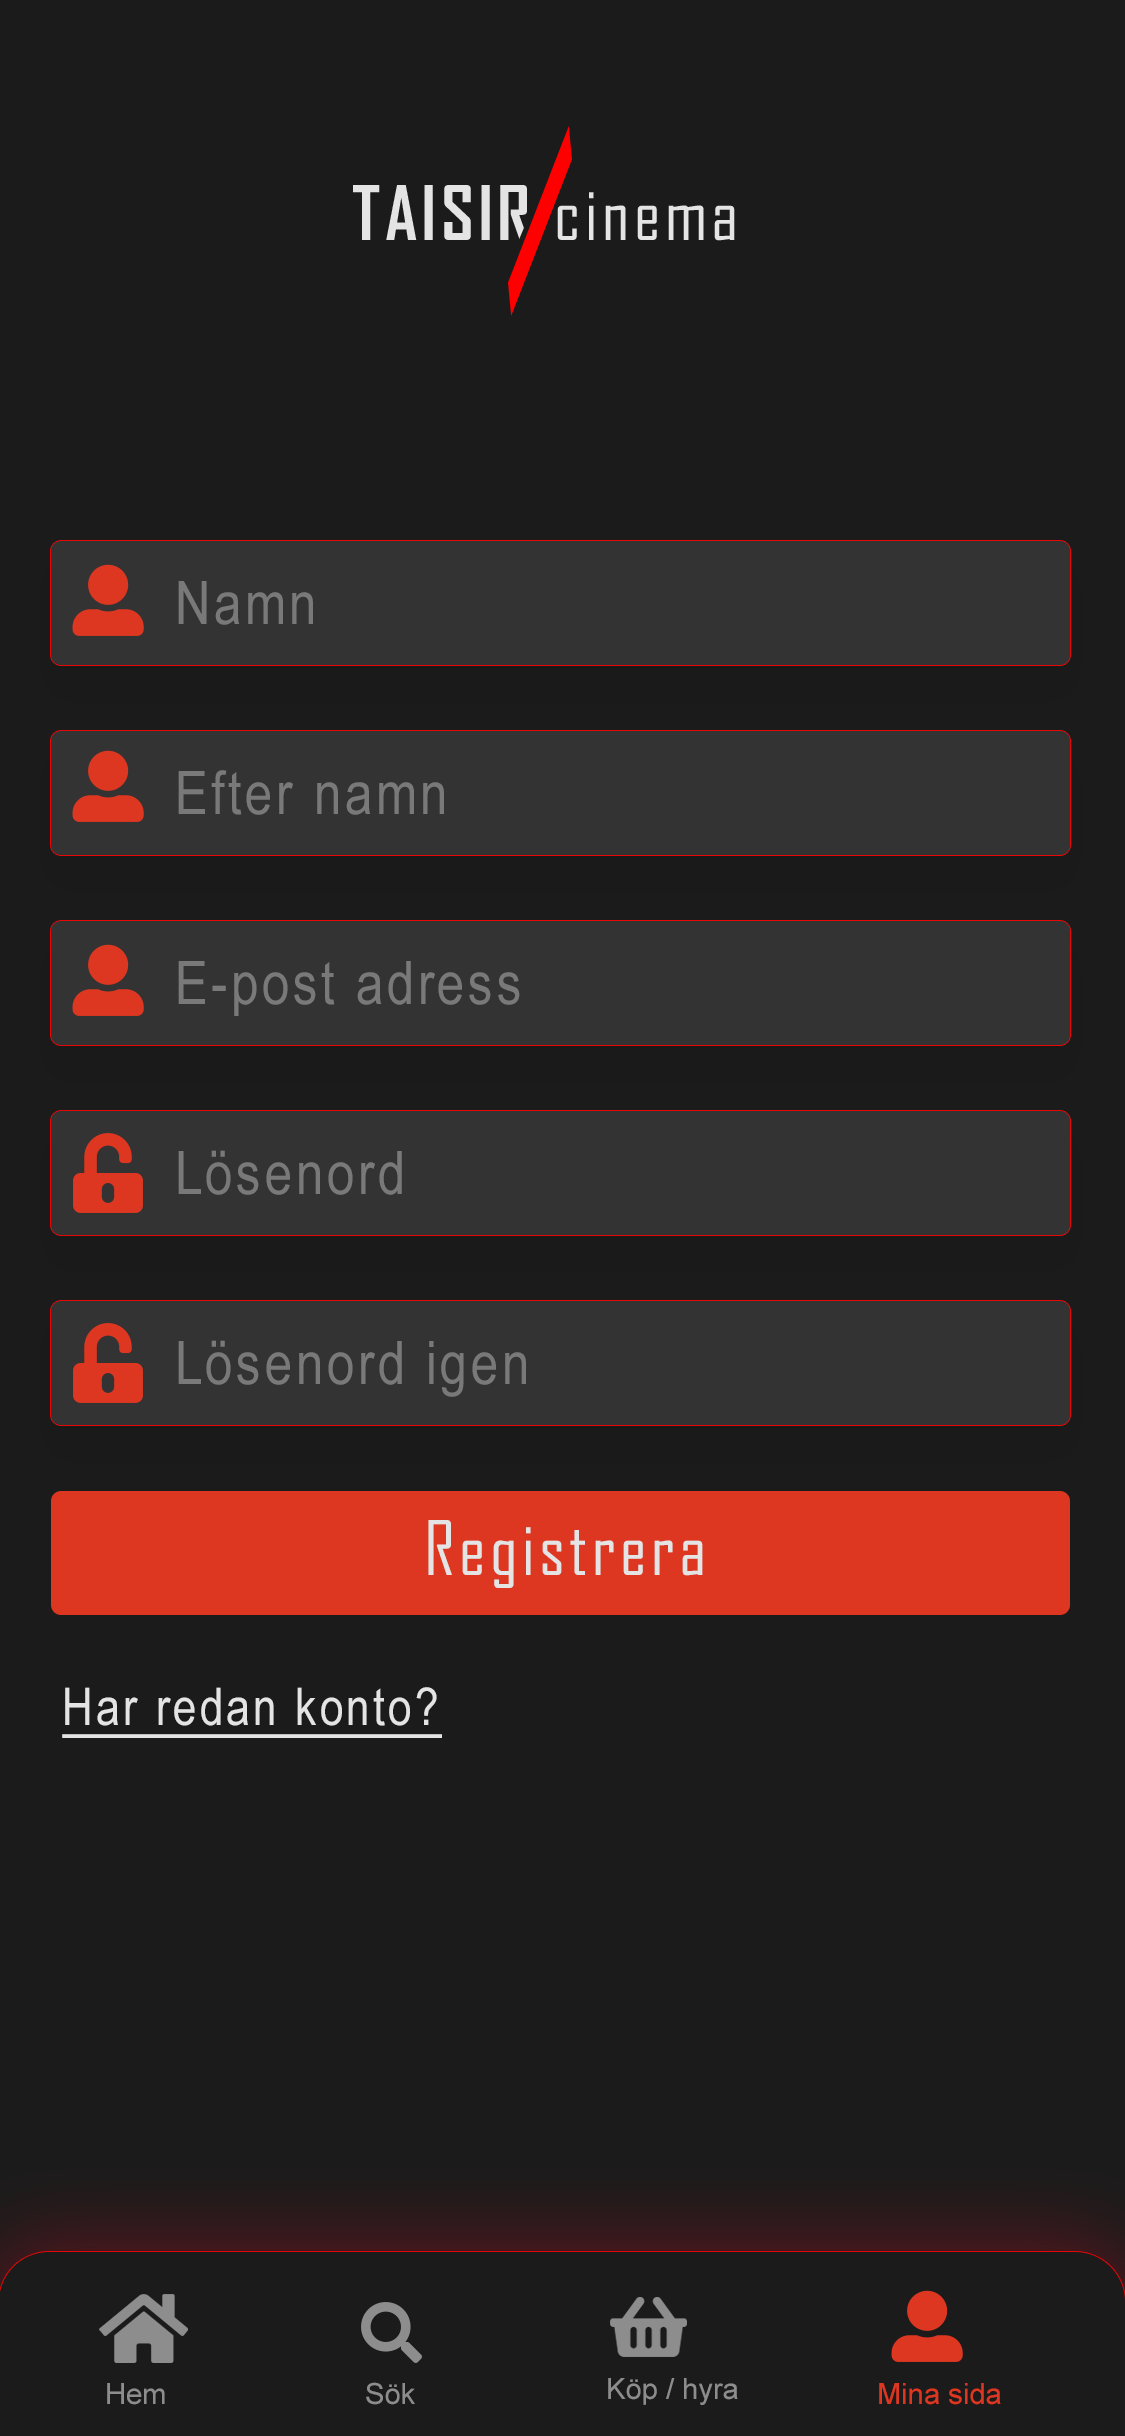 TAISIR/cinema
Namn
Efter namn
E-post adress
Lösenord
Lösenord igen
Registrera
Har redan konto?
Hem
Sök
Köp / hyra
Mina sida